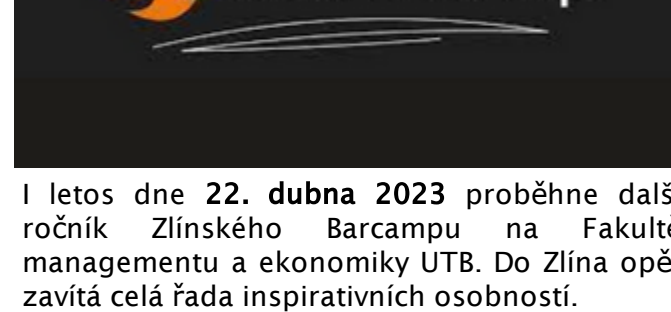 I letos dne 22. dubna 2023 proběhne dalš
ročník Zlínského Barcampu na Fakultě
managementu a ekonomiky UTB. Do Zlína opě
zavítá celá řada inspirativních osobností.